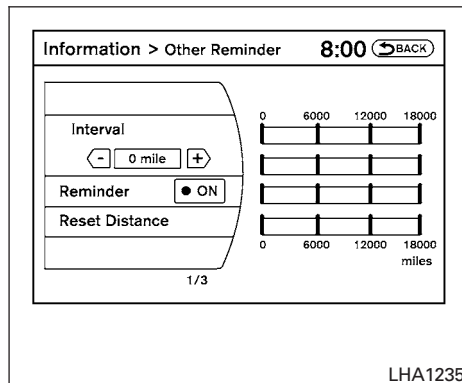 Information > Other Reminder 8:00 BACK
0 6000 12000 18000
Interval
- 0 mile +
Reminder ON
Reset Distance
0 6000 12000 18000
miles
1/3
LHA1235